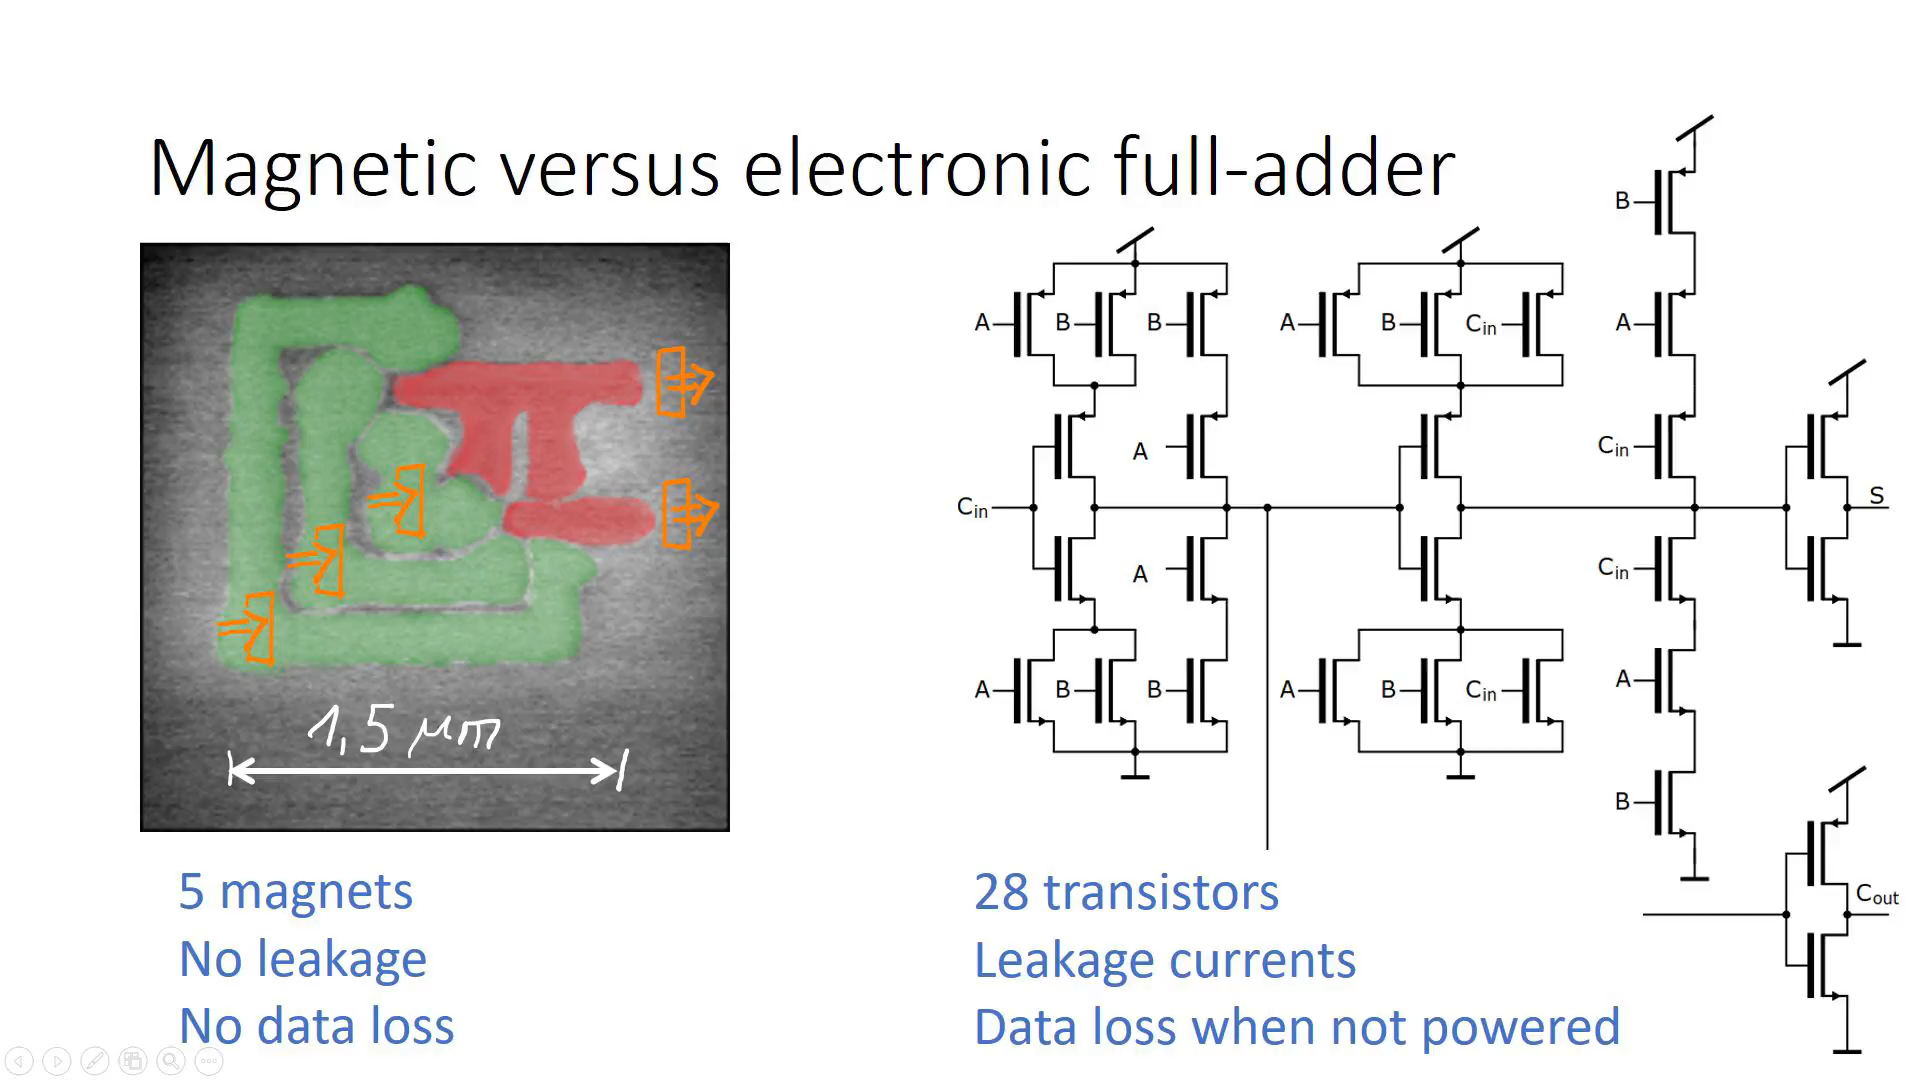 Magnetic versus electronic full-adder
1,5 μm
5 magnets
No leakage
No data loss
B
A B B A B Cin A
A Cin
Cin S
A Cin
A B B A B Cin A
B
Cout
28 transistors
Leakage currents
Data loss when not powered